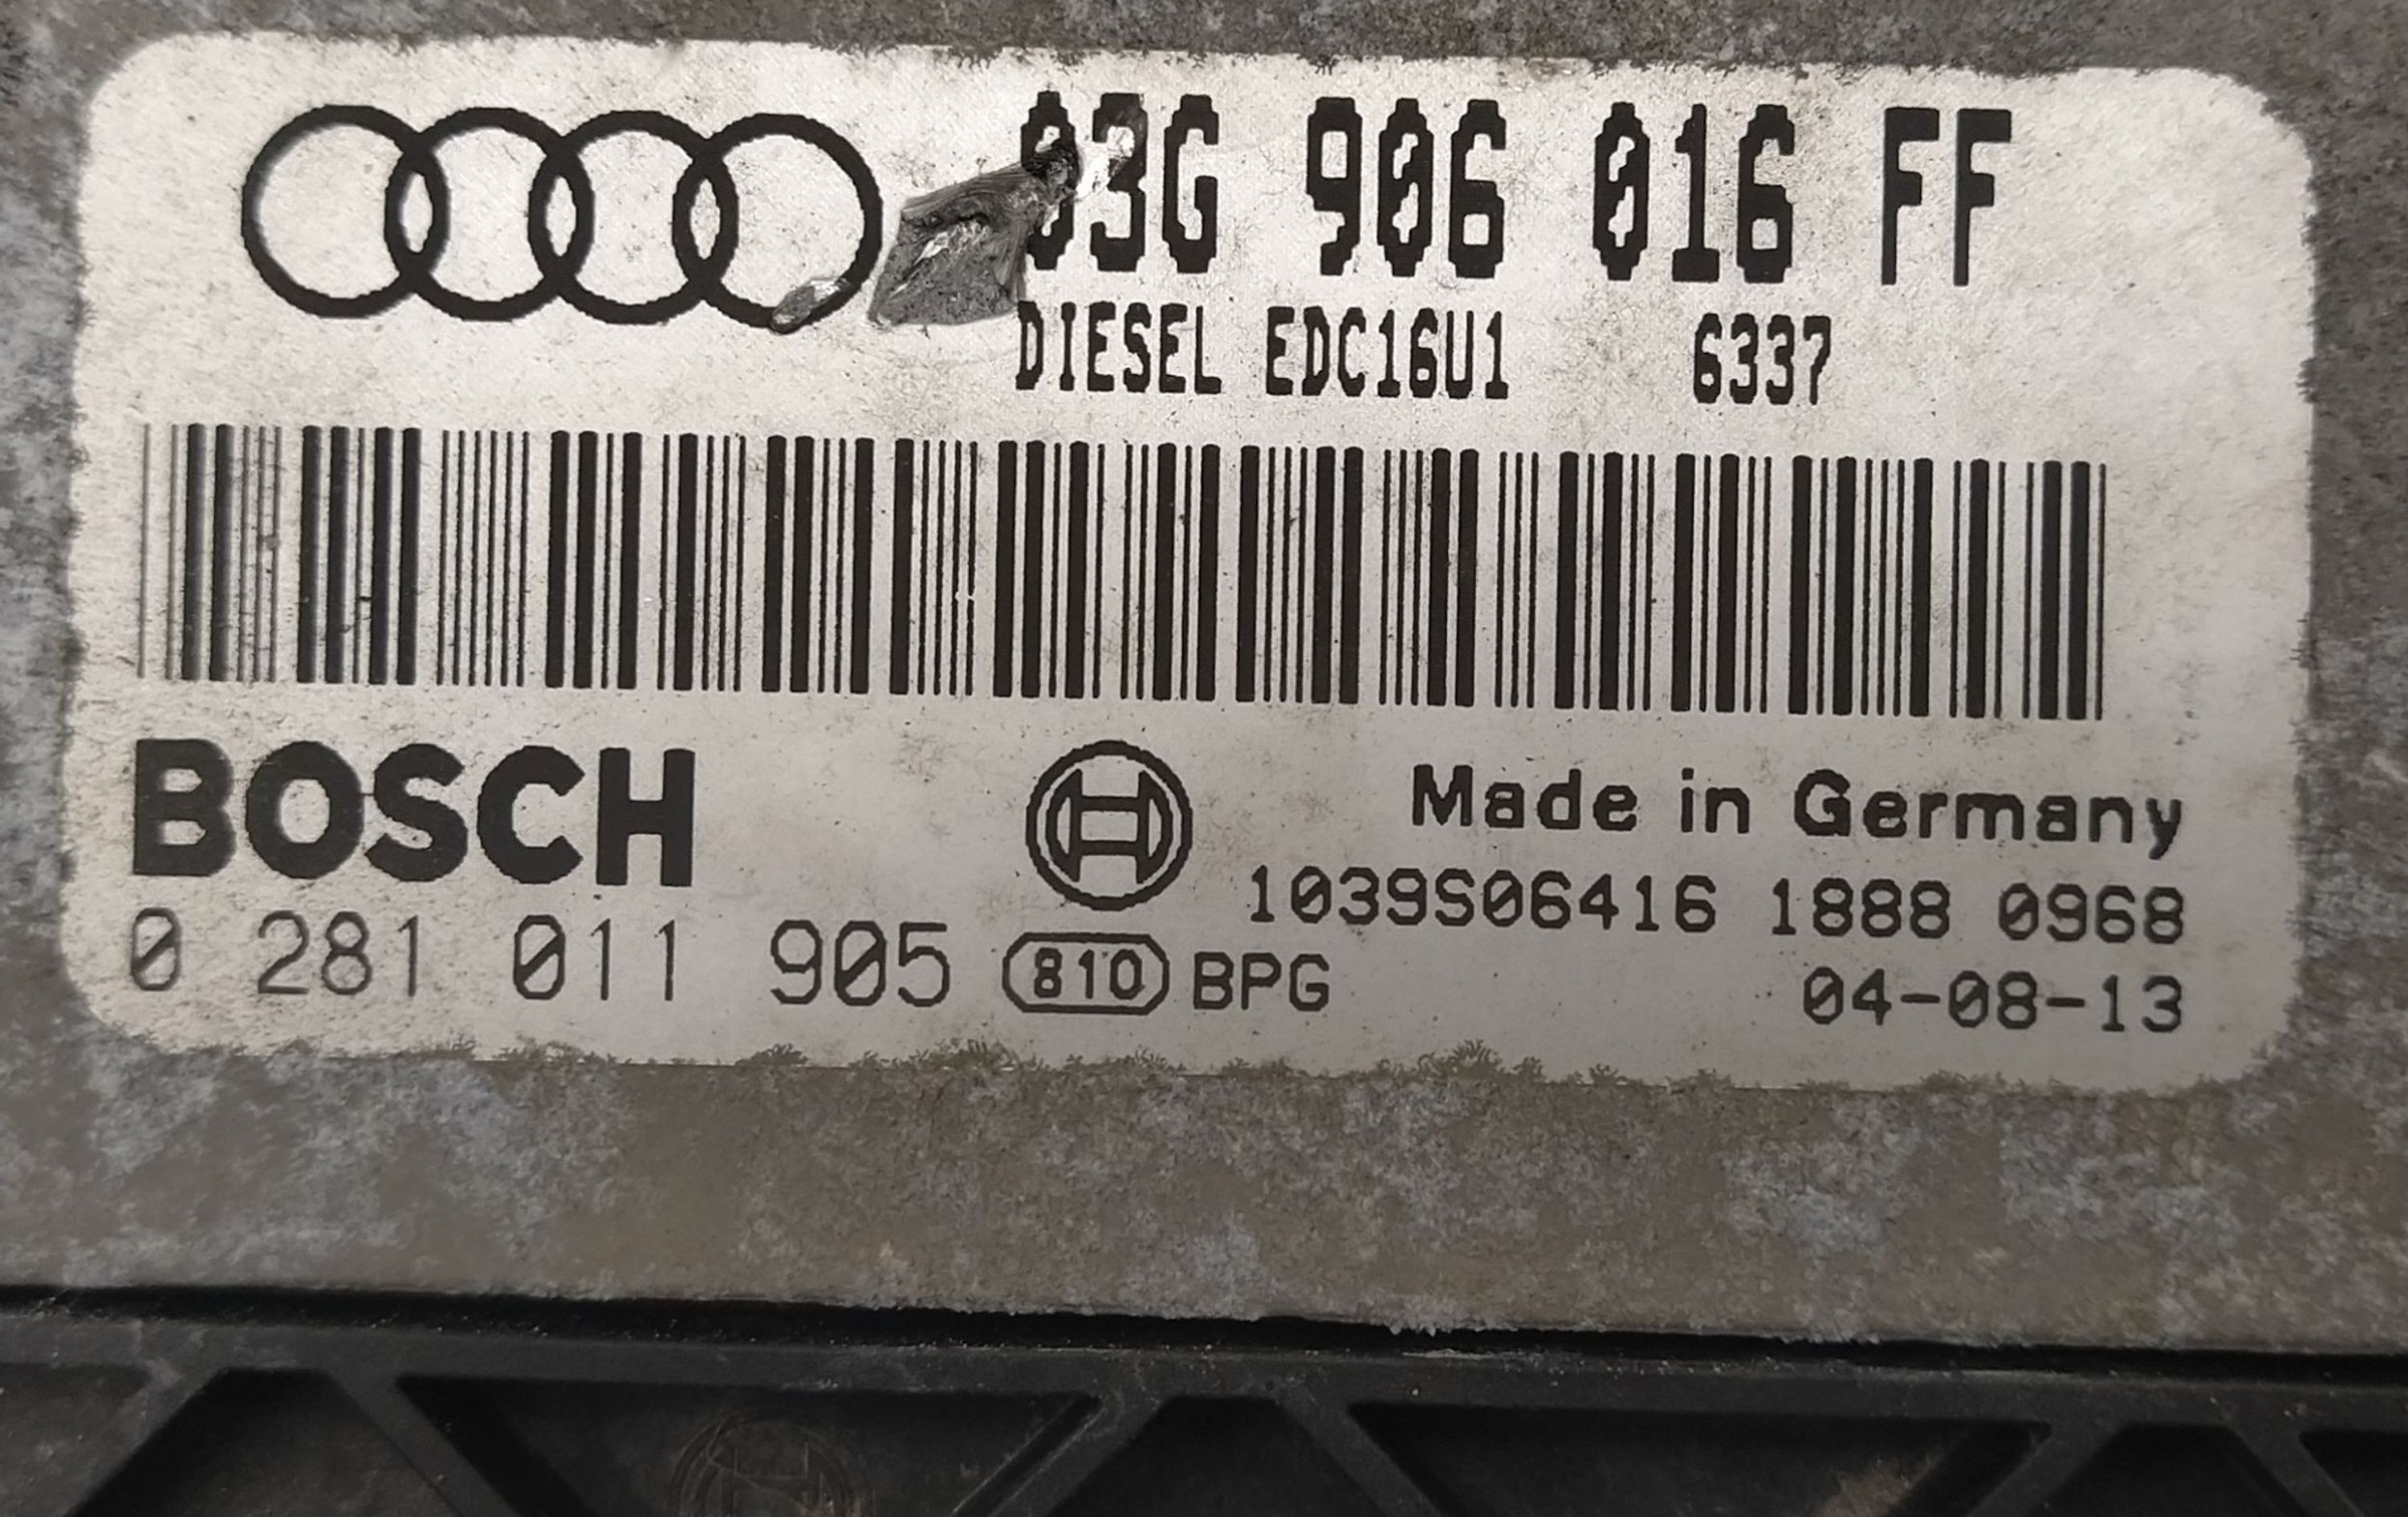 03G 906 016 FF
DIESEL EDC16U1 6337
BOSCH
Made in Germany
1039S06416 1888 0968
0 281 011 905 810 BPG
04-08-13